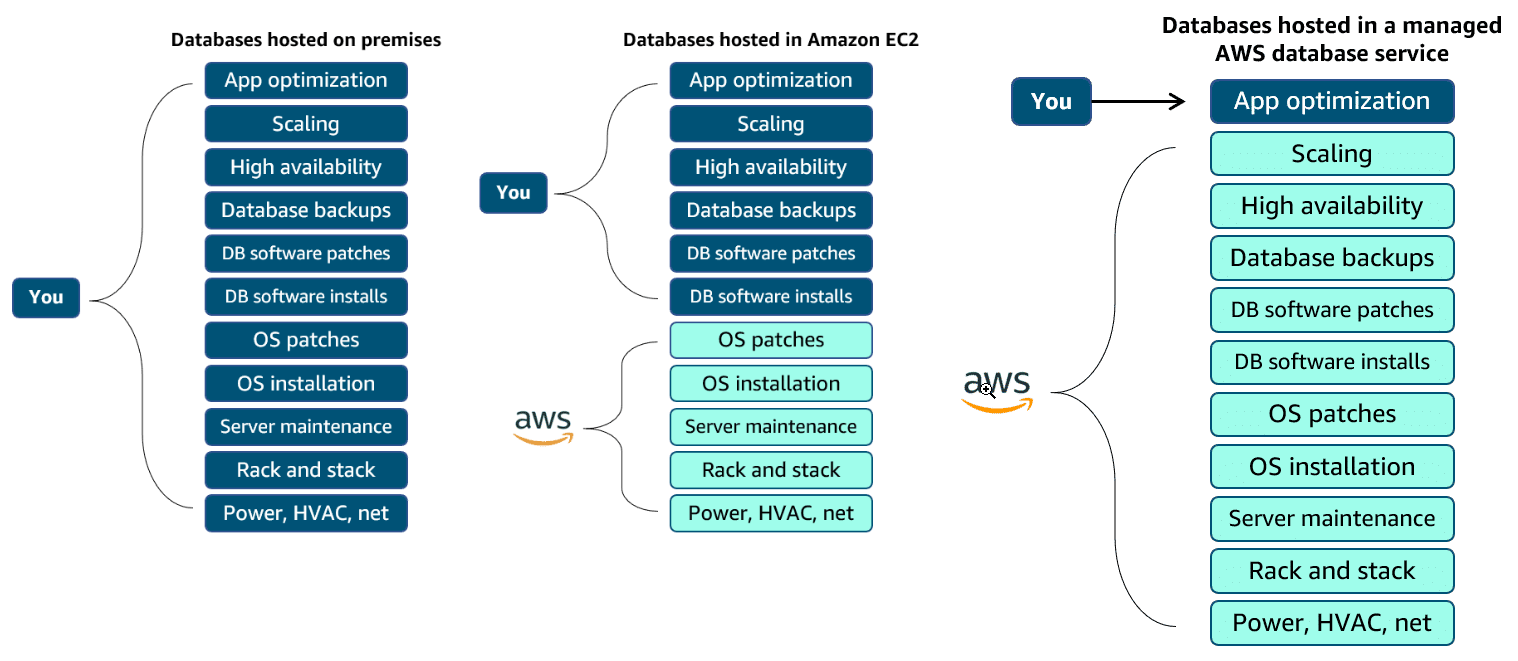 Databases hosted on premises
You
App optimization
Scaling
High availability
Database backups
DB software patches
DB software installs
OS patches
OS installation
Server maintenance
Rack and stack
Power, HVAC, net
Databases hosted in Amazon EC2
You
App optimization
Scaling
High availability
Database backups
DB software patches
DB software installs
aws
OS patches
OS installation
Server maintenance
Rack and stack
Power, HVAC, net
Databases hosted in a managed
AWS database service
You
App optimization
aws
Scaling
High availability
Database backups
DB software patches
DB software installs
OS patches
OS installation
Server maintenance
Rack and stack
Power, HVAC, net